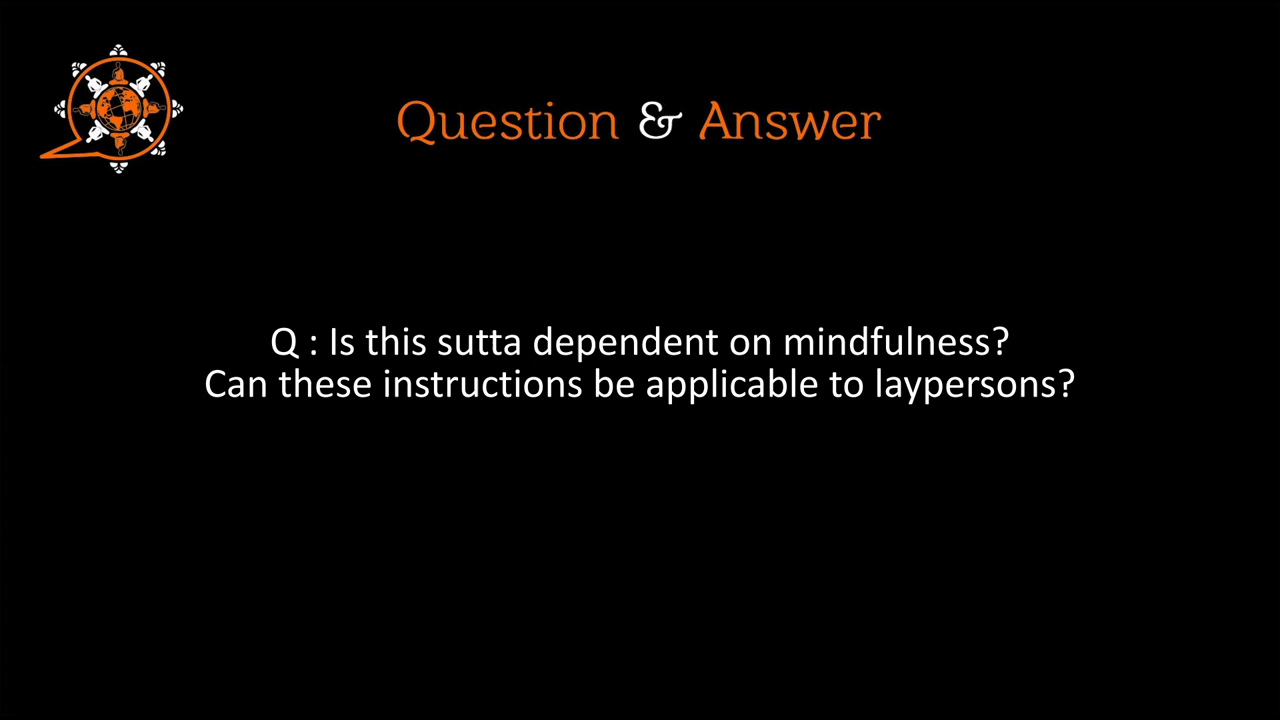 Question & Answer
Q : Is this sutta dependent on mindfulness?
Can these instructions be applicable to laypersons?